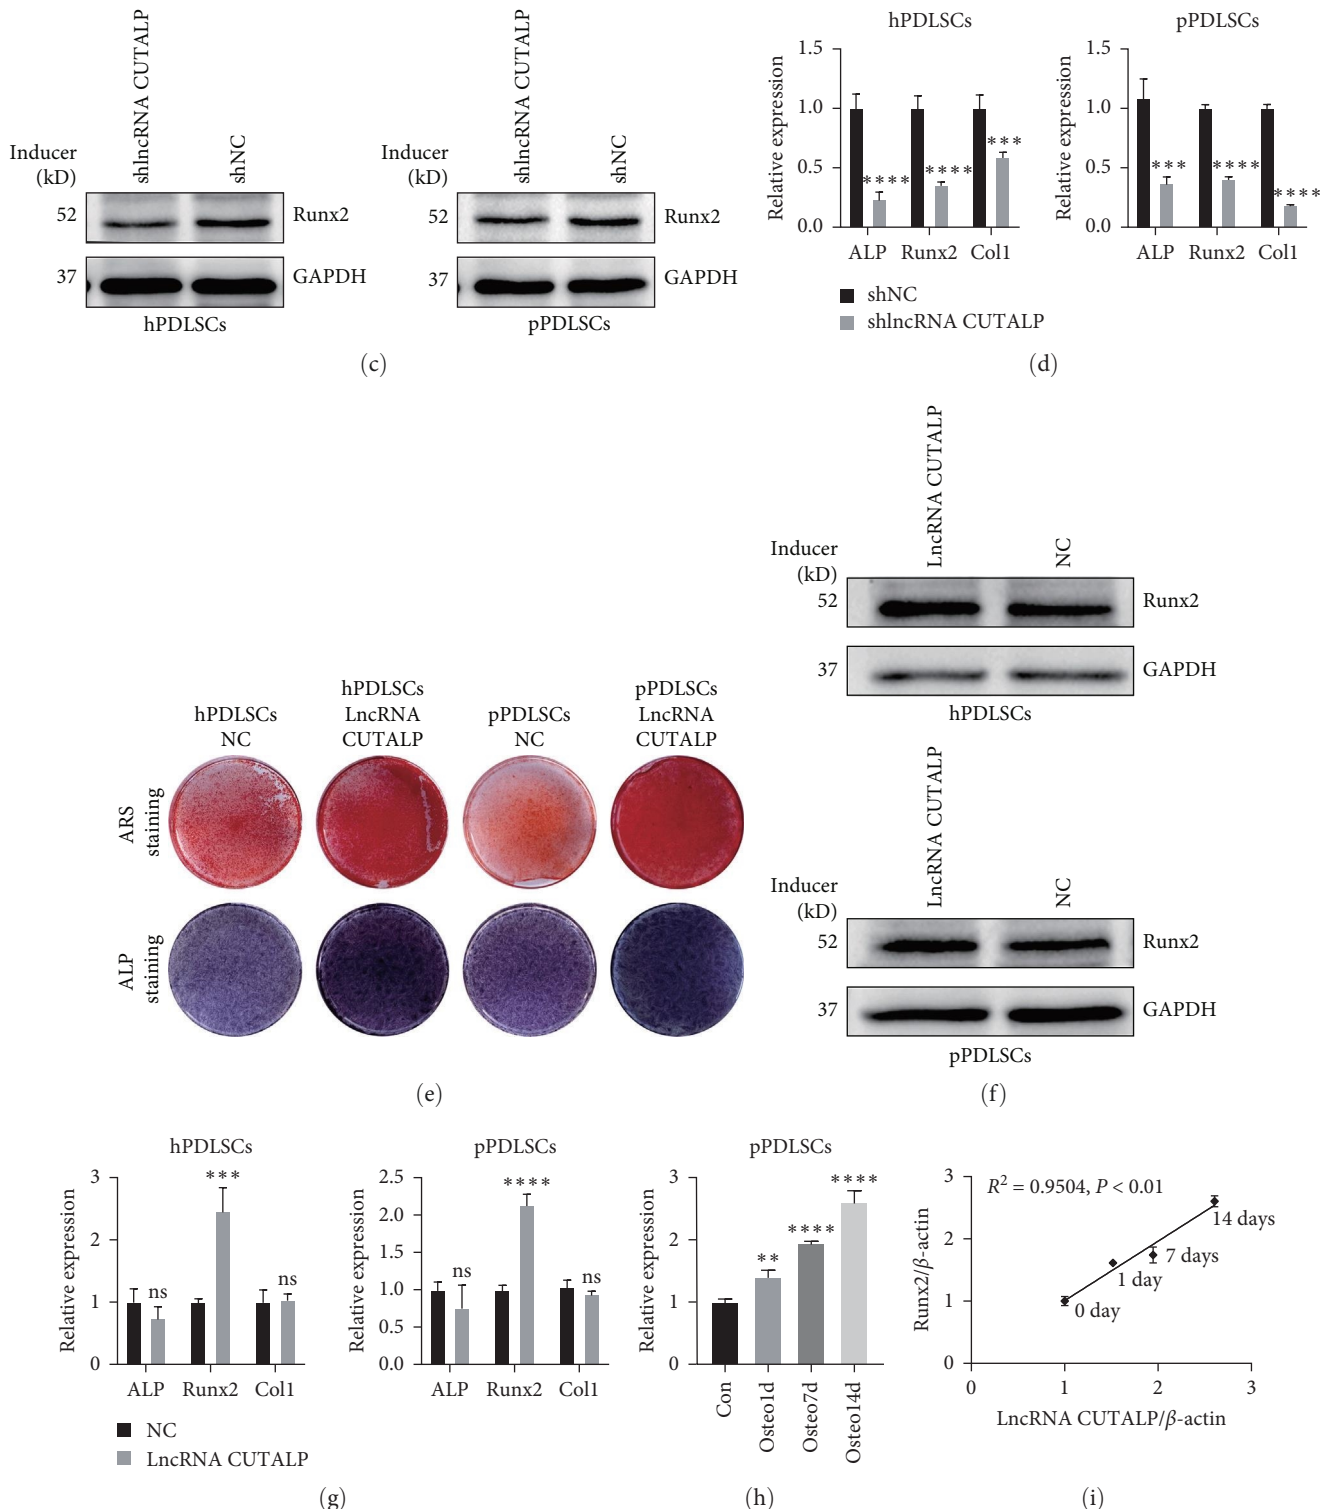 shlncRNA CUTALP
shNC
Inducer
(kD)
52
Runx2
37
GAPDH
hPDLSCs
shlncRNA CUTALP
shNC
Inducer
(kD)
52
Runx2
37
GAPDH
pPDLSCs
(c)
hPDLSCs
Relative expression
1.5
1.0
0.5
0.0
****
****
***
ALP Runx2 Col1
pPDLSCs
Relative expression
1.5
1.0
0.5
0.0
***
****
****
ALP Runx2 Col1
shNC
shlncRNA CUTALP
(d)
hPDLSCs
NC
hPDLSCs
LncRNA
CUTALP
pPDLSCs
NC
pPDLSCs
LncRNA
CUTALP
ARS
staining
ALP
staining
(e)
LncRNA CUTALP
NC
Inducer
(kD)
52
Runx2
37
GAPDH
hPDLSCs
LncRNA CUTALP
NC
Inducer
(kD)
52
Runx2
37
GAPDH
pPDLSCs
(f)
hPDLSCs
Relative expression
3
2
1
0
ns
***
ns
ALP Runx2 Col1
NC
LncRNA CUTALP
pPDLSCs
Relative expression
2.5
2.0
1.5
1.0
0.5
0.0
ns
****
ns
ALP Runx2 Col1
(g)
pPDLSCs
Relative expression
3
2
1
0
**
****
****
Con
Osteo1d
Osteo7d
Osteo14d
(h)
Runx2/β-actin
3
2
1
0
R² = 0.9504, P < 0.01
14 days
7 days
1 day
0 day
0 1 2 3
LncRNA CUTALP/β-actin
(i)